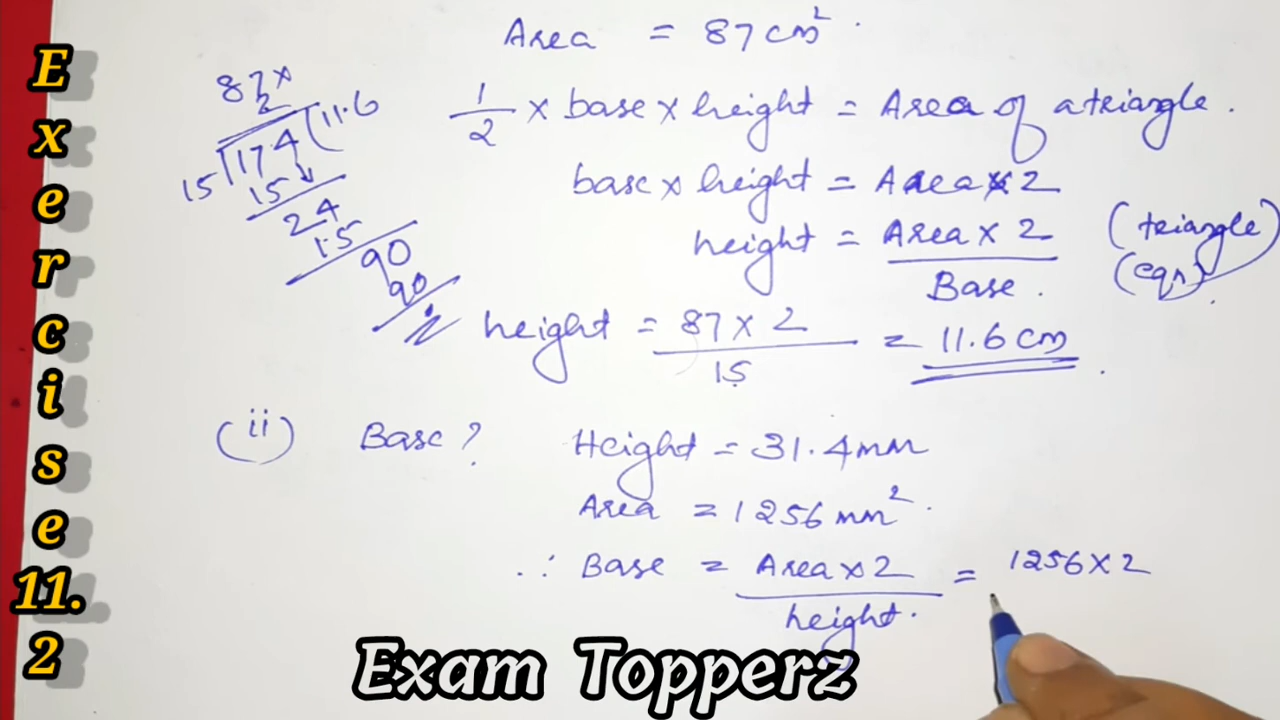 Exercise 11.2
Area = 87 cm².
87×
2
15 174 11.6
15
24
15
90
90
1/2 × base × height = Area of a triangle.
base × height = Area × 2
height = Area × 2 / Base.
(triangle)
(eqn)
height = 87 × 2 / 15 = 11.6 cm.
(ii) Base? Height = 31.4 mm
Area = 1256 mm².
∴ Base = Area × 2 / height. = 1256 × 2
Exam Topperz